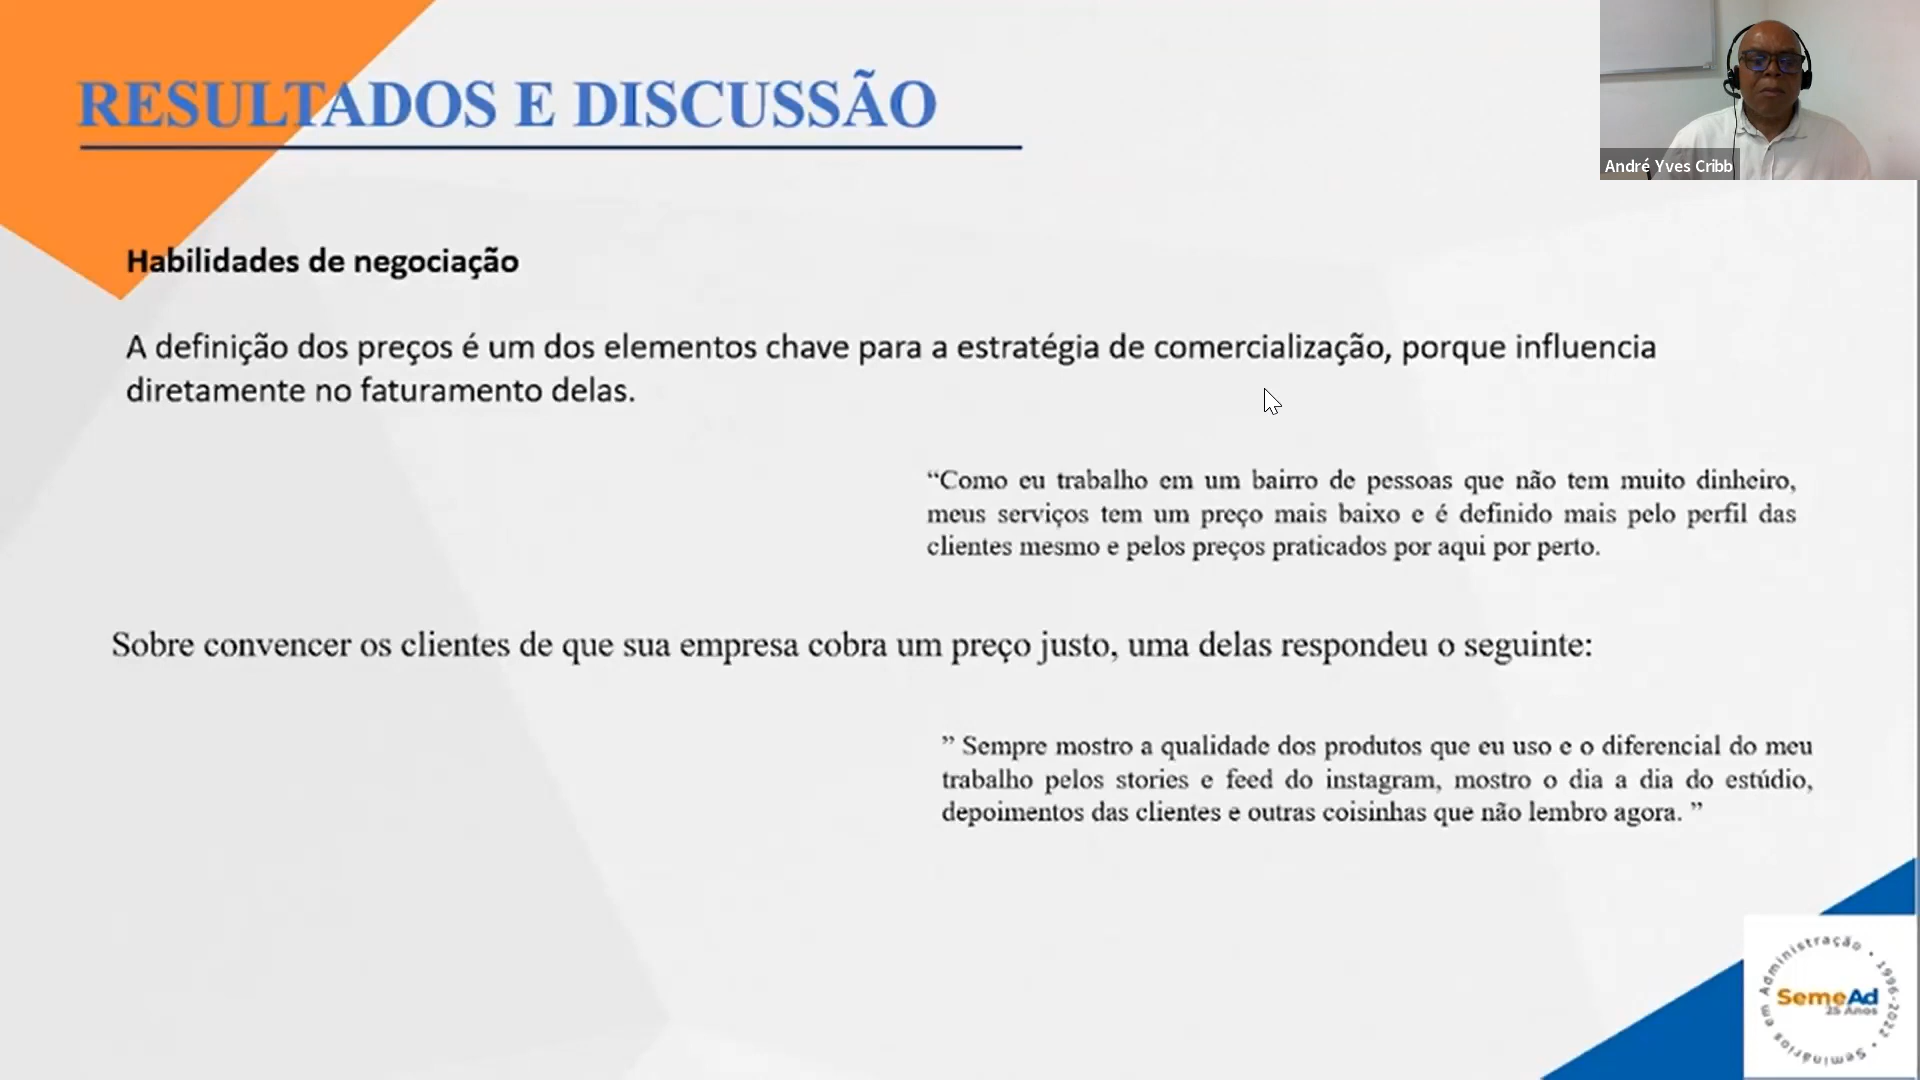 RESULTADOS E DISCUSSÃO
André Yves Cribb
Habilidades de negociação
A definição dos preços é um dos elementos chave para a estratégia de comercialização, porque influencia
diretamente no faturamento delas.
“Como eu trabalho em um bairro de pessoas que não tem muito dinheiro,
meus serviços tem um preço mais baixo e é definido mais pelo perfil das
clientes mesmo e pelos preços praticados por aqui por perto.
Sobre convencer os clientes de que sua empresa cobra um preço justo, uma delas respondeu o seguinte:
” Sempre mostro a qualidade dos produtos que eu uso e o diferencial do meu
trabalho pelos stories e feed do instagram, mostro o dia a dia do estúdio,
depoimentos das clientes e outras coisinhas que não lembro agora. ”
Seminários em Administração • 1996-2022 •
SemeAd
25 Anos